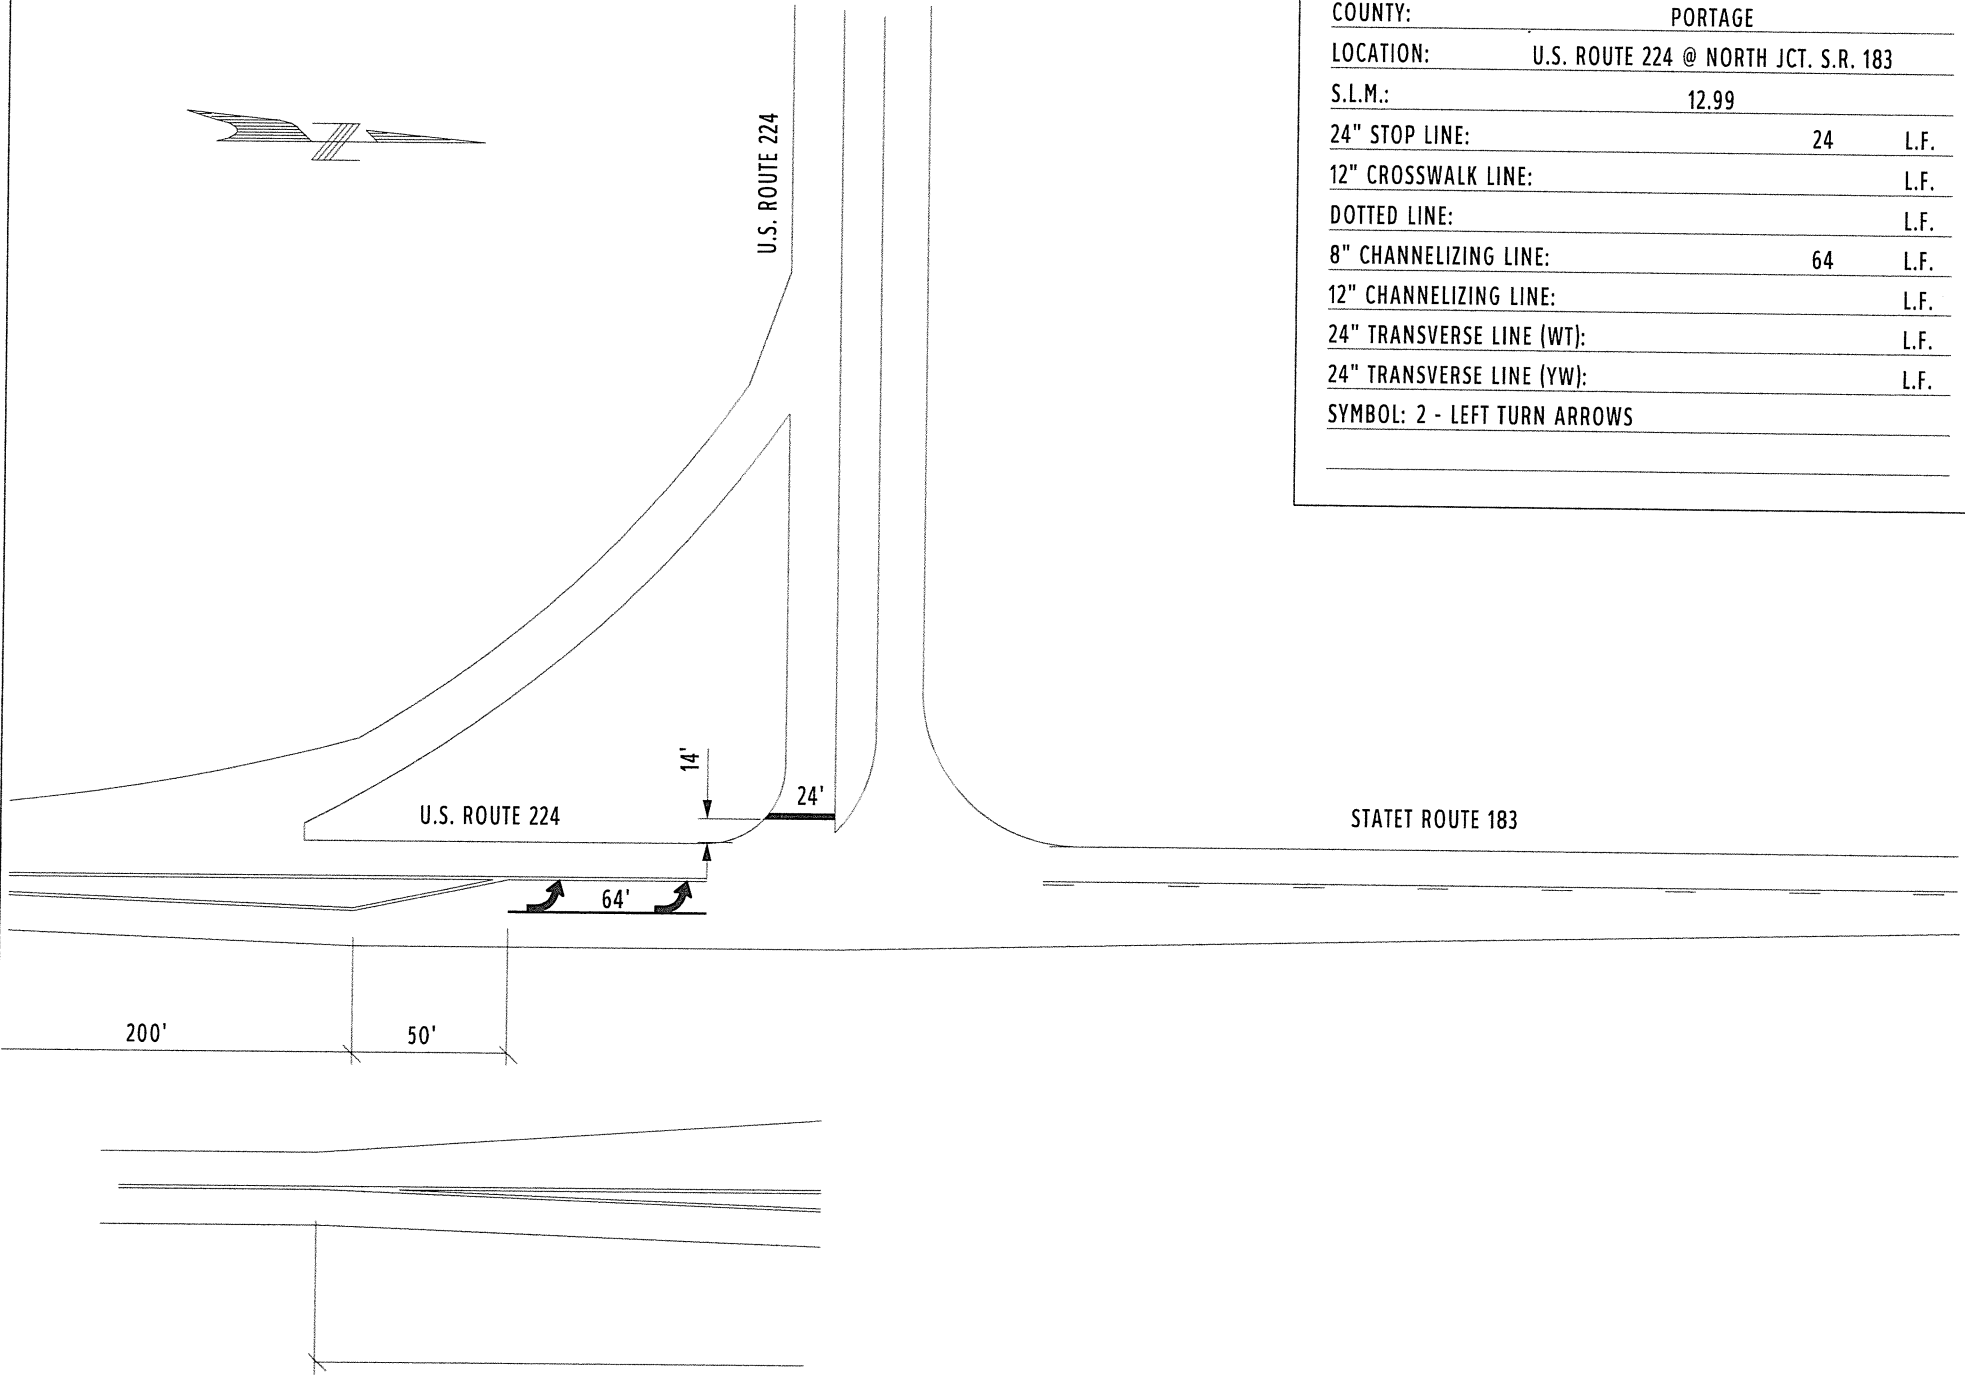 COUNTY: PORTAGE
LOCATION: U.S. ROUTE 224 @ NORTH JCT. S.R. 183
S.L.M.: 12.99
24" STOP LINE: 24 L.F.
12" CROSSWALK LINE: L.F.
DOTTED LINE: L.F.
8" CHANNELIZING LINE: 64 L.F.
12" CHANNELIZING LINE: L.F.
24" TRANSVERSE LINE (WT): L.F.
24" TRANSVERSE LINE (YW): L.F.
SYMBOL: 2 - LEFT TURN ARROWS
U.S. ROUTE 224
Z
14'
24'
U.S. ROUTE 224
STATET ROUTE 183
64'
200'
50'